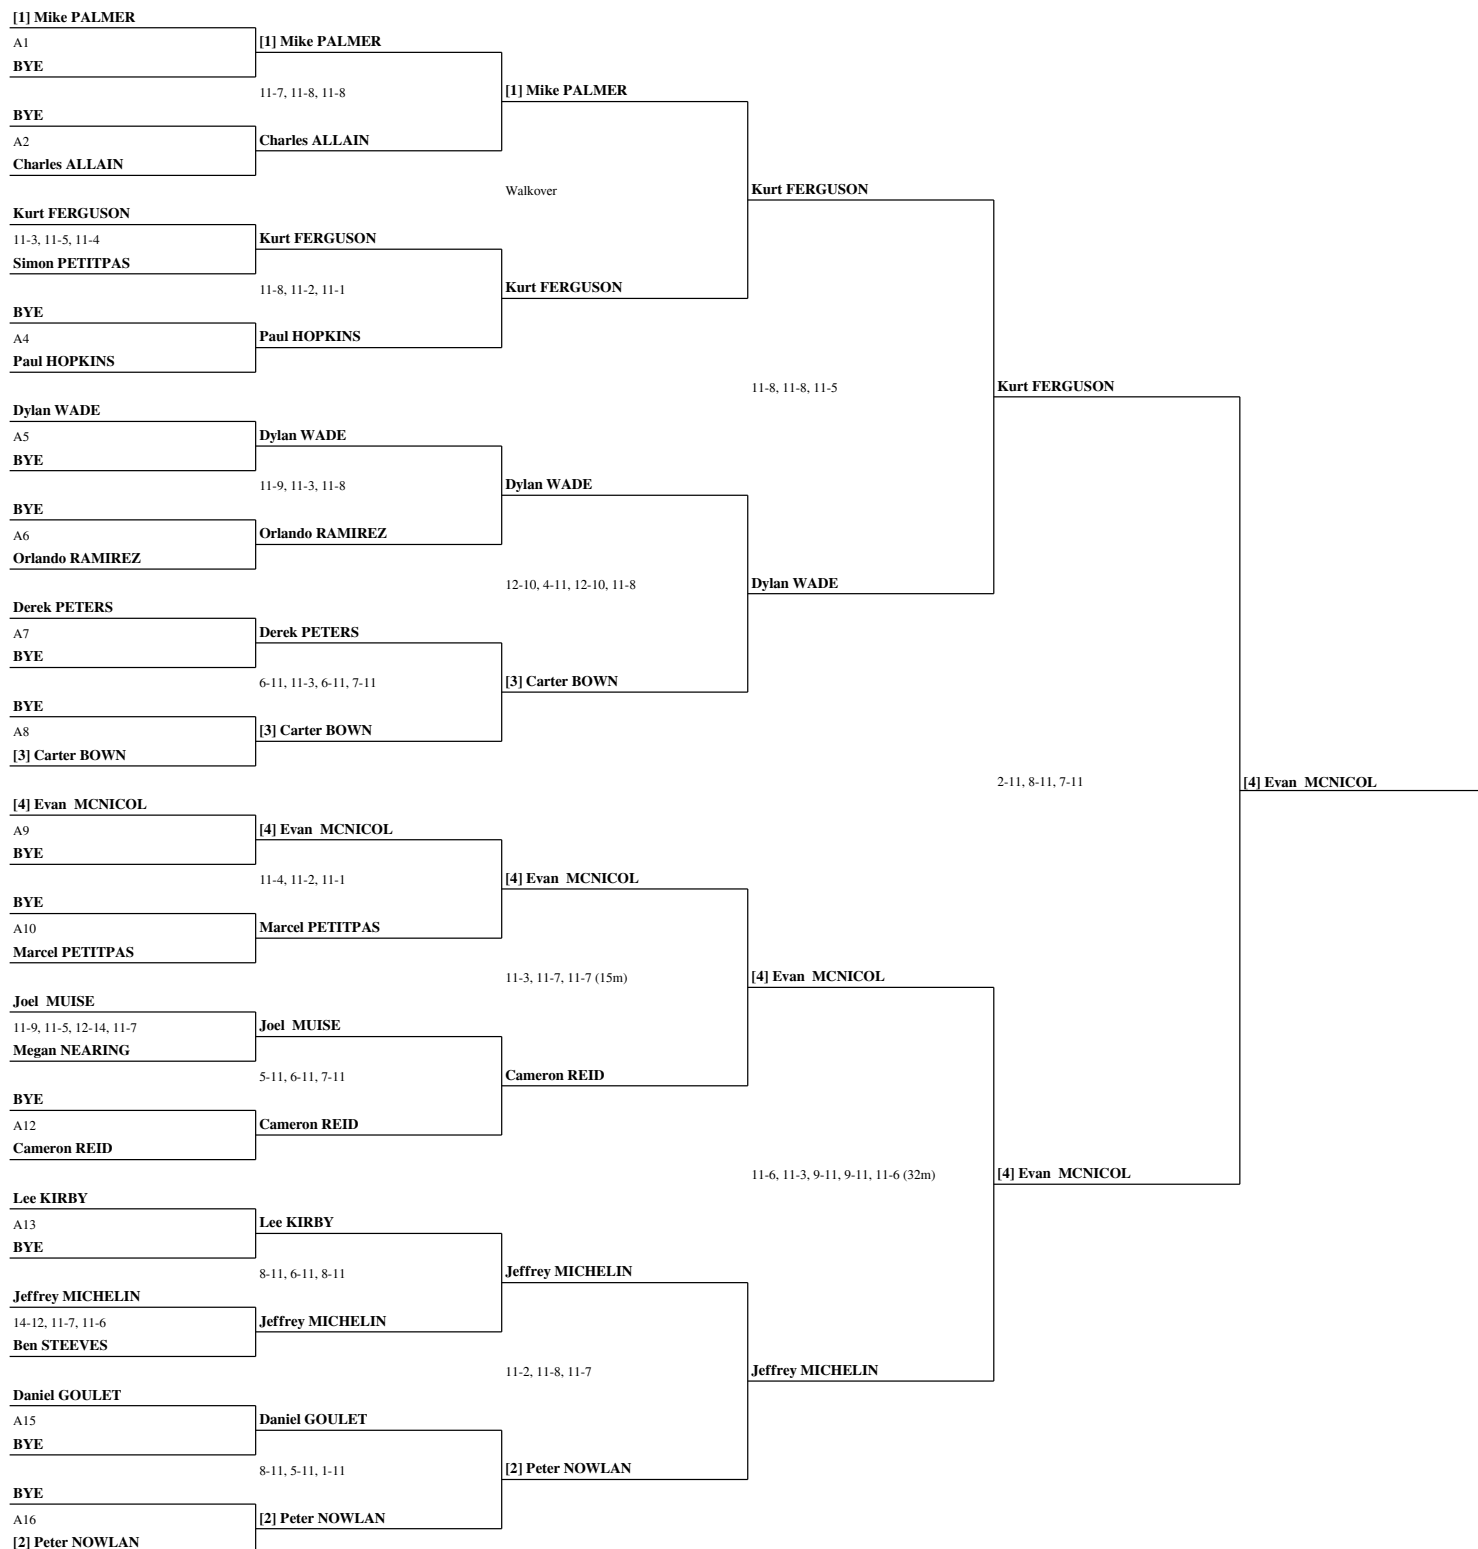 [1] Mike PALMER
A1
BYE
BYE
A2
Charles ALLAIN
Kurt FERGUSON
11-3, 11-5, 11-4
Simon PETITPAS
BYE
A4
Paul HOPKINS
Dylan WADE
A5
BYE
BYE
A6
Orlando RAMIREZ
Derek PETERS
A7
BYE
BYE
A8
[3] Carter BOWN
[4] Evan  MCNICOL
A9
BYE
BYE
A10
Marcel PETITPAS
Joel  MUISE
11-9, 11-5, 12-14, 11-7
Megan NEARING
BYE
A12
Cameron REID
Lee KIRBY
A13
BYE
Jeffrey MICHELIN
14-12, 11-7, 11-6
Ben STEEVES
Daniel GOULET
A15
BYE
BYE
A16
[2] Peter NOWLAN
[1] Mike PALMER
11-7, 11-8, 11-8
Charles ALLAIN
Kurt FERGUSON
11-8, 11-2, 11-1
Paul HOPKINS
Dylan WADE
11-9, 11-3, 11-8
Orlando RAMIREZ
Derek PETERS
6-11, 11-3, 6-11, 7-11
[3] Carter BOWN
[4] Evan  MCNICOL
11-4, 11-2, 11-1
Marcel PETITPAS
Joel  MUISE
5-11, 6-11, 7-11
Cameron REID
Lee KIRBY
8-11, 6-11, 8-11
Jeffrey MICHELIN
Daniel GOULET
8-11, 5-11, 1-11
[2] Peter NOWLAN
[1] Mike PALMER
Walkover
Kurt FERGUSON
Dylan WADE
12-10, 4-11, 12-10, 11-8
[3] Carter BOWN
[4] Evan  MCNICOL
11-3, 11-7, 11-7 (15m)
Cameron REID
Jeffrey MICHELIN
11-2, 11-8, 11-7
[2] Peter NOWLAN
Kurt FERGUSON
11-8, 11-8, 11-5
Dylan WADE
[4] Evan  MCNICOL
11-6, 11-3, 9-11, 9-11, 11-6 (32m)
Jeffrey MICHELIN
Kurt FERGUSON
2-11, 8-11, 7-11
[4] Evan  MCNICOL
[4] Evan  MCNICOL